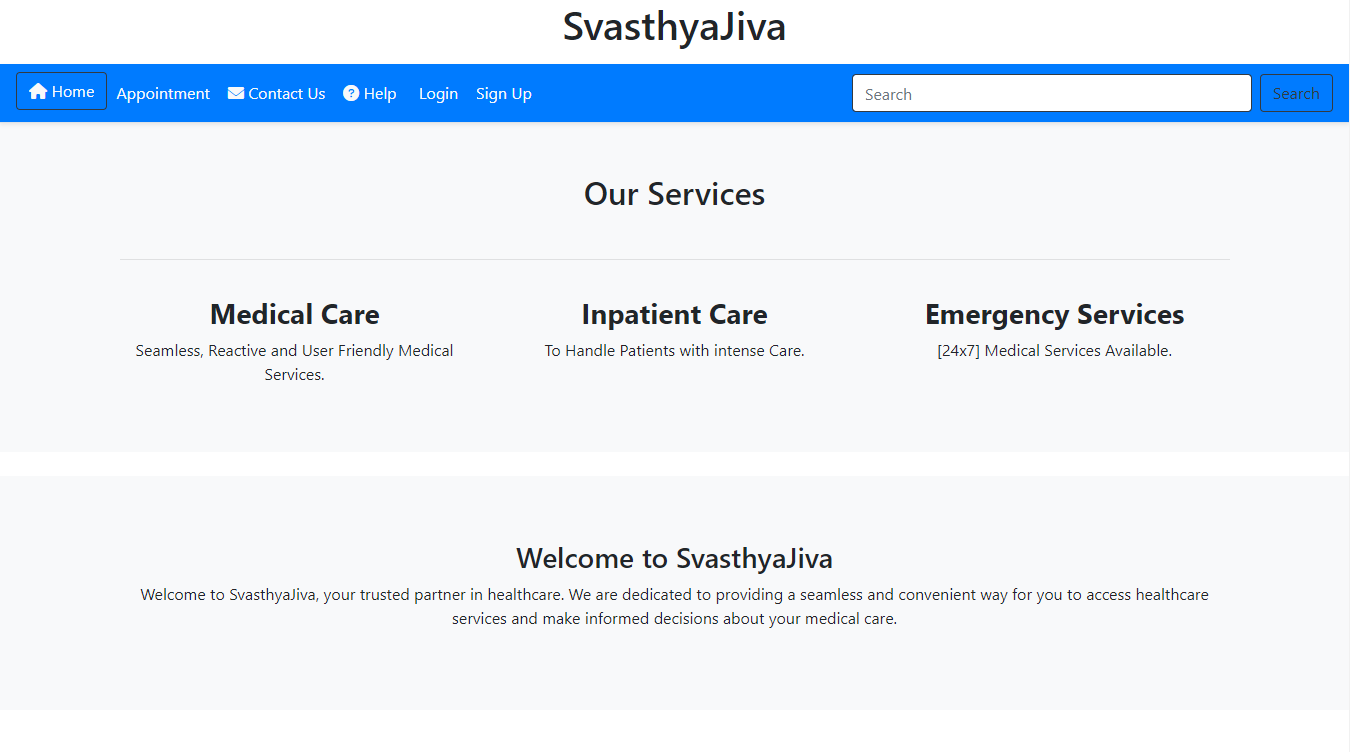 SvasthyaJiva
Home Appointment Contact Us Help Login Sign Up Search Search
Our Services
Medical Care Inpatient Care Emergency Services
Seamless, Reactive and User Friendly Medical To Handle Patients with intense Care. [24x7] Medical Services Available.
Services.
Welcome to SvasthyaJiva
Welcome to SvasthyaJiva, your trusted partner in healthcare. We are dedicated to providing a seamless and convenient way for you to access healthcare
services and make informed decisions about your medical care.